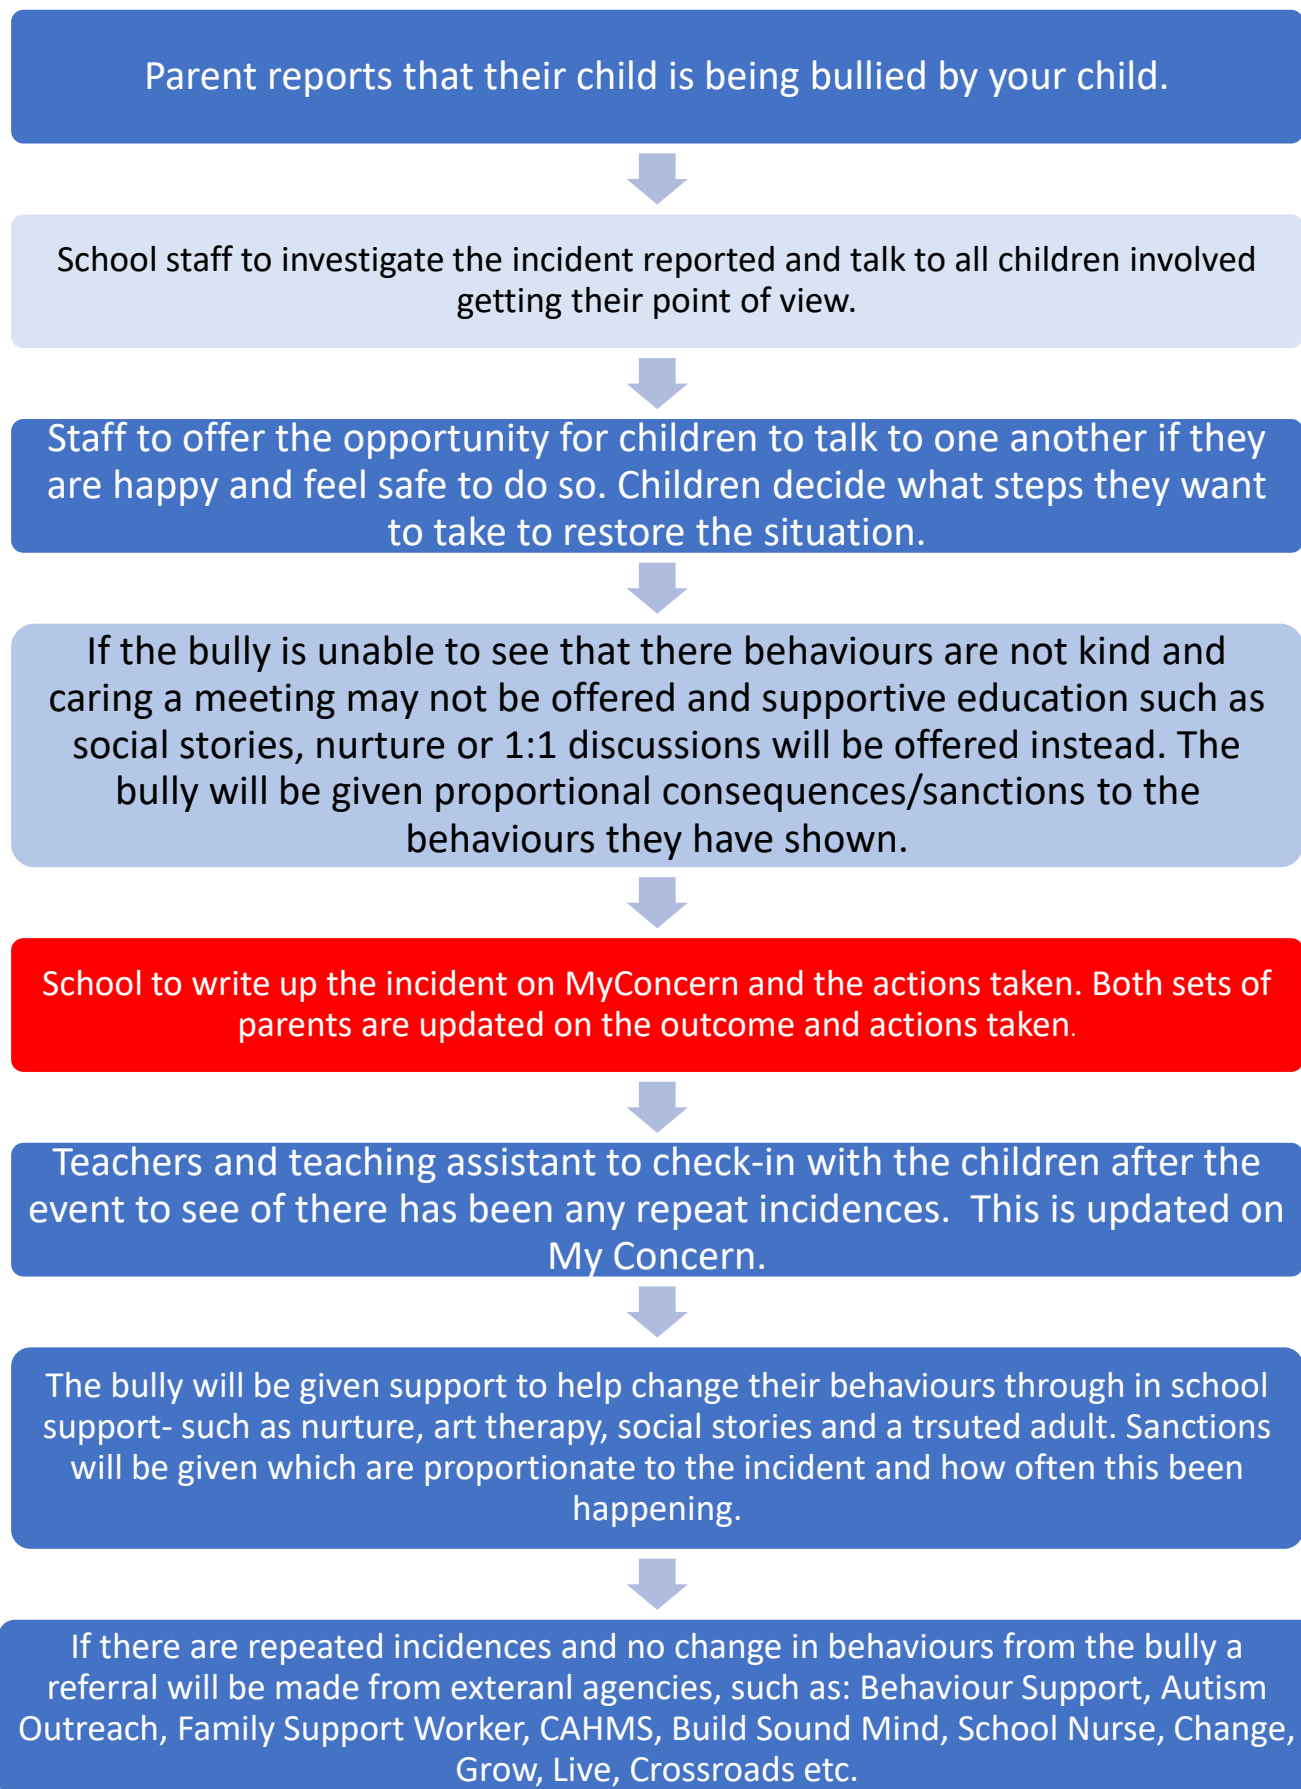 Parent reports that their child is being bullied by your child.
School staff to investigate the incident reported and talk to all children involved
getting their point of view.
Staff to offer the opportunity for children to talk to one another if they
are happy and feel safe to do so. Children decide what steps they want
to take to restore the situation.
If the bully is unable to see that there behaviours are not kind and
caring a meeting may not be offered and supportive education such as
social stories, nurture or 1:1 discussions will be offered instead. The
bully will be given proportional consequences/sanctions to the
behaviours they have shown.
School to write up the incident on MyConcern and the actions taken. Both sets of
parents are updated on the outcome and actions taken.
Teachers and teaching assistant to check-in with the children after the
event to see of there has been any repeat incidences.  This is updated on
My Concern.
The bully will be given support to help change their behaviours through in school
support- such as nurture, art therapy, social stories and a trsuted adult. Sanctions
will be given which are proportionate to the incident and how often this been
happening.
If there are repeated incidences and no change in behaviours from the bully a
referral will be made from exteranl agencies, such as: Behaviour Support, Autism
Outreach, Family Support Worker, CAHMS, Build Sound Mind, School Nurse, Change,
Grow, Live, Crossroads etc.